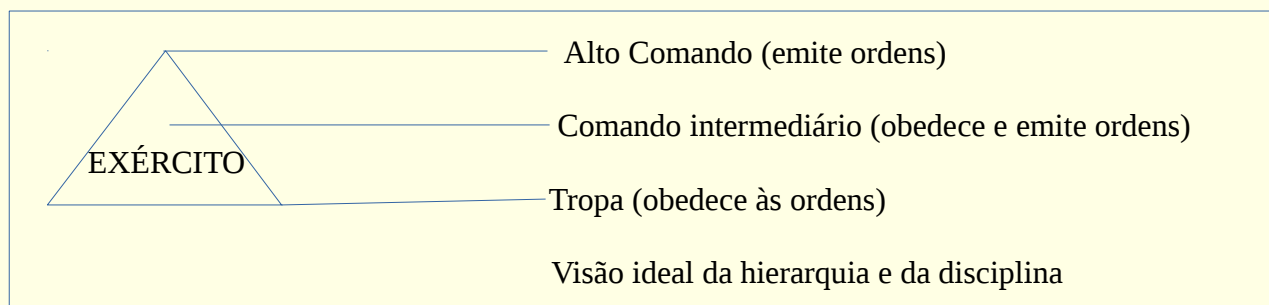 Alto Comando (emite ordens)
Comando intermediário (obedece e emite ordens)
EXÉRCITO
Tropa (obedece às ordens)
Visão ideal da hierarquia e da disciplina